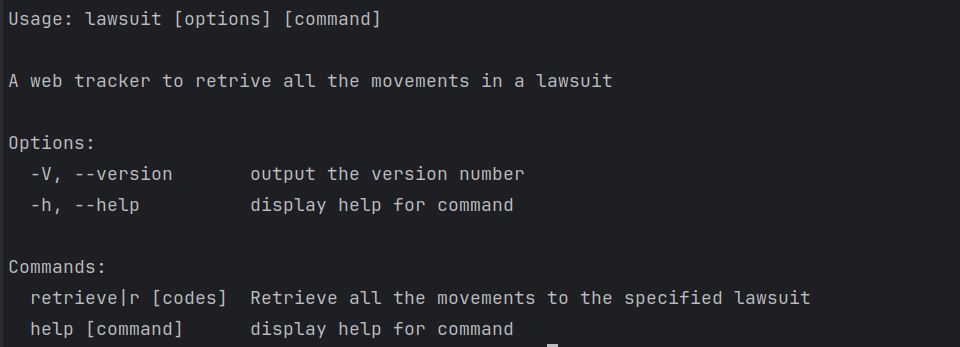 Usage: lawsuit [options] [command]
A web tracker to retrive all the movements in a lawsuit
Options:
-V, --version output the version number
-h, --help display help for command
Commands:
retrieve|r [codes] Retrieve all the movements to the specified lawsuit
help [command] display help for command